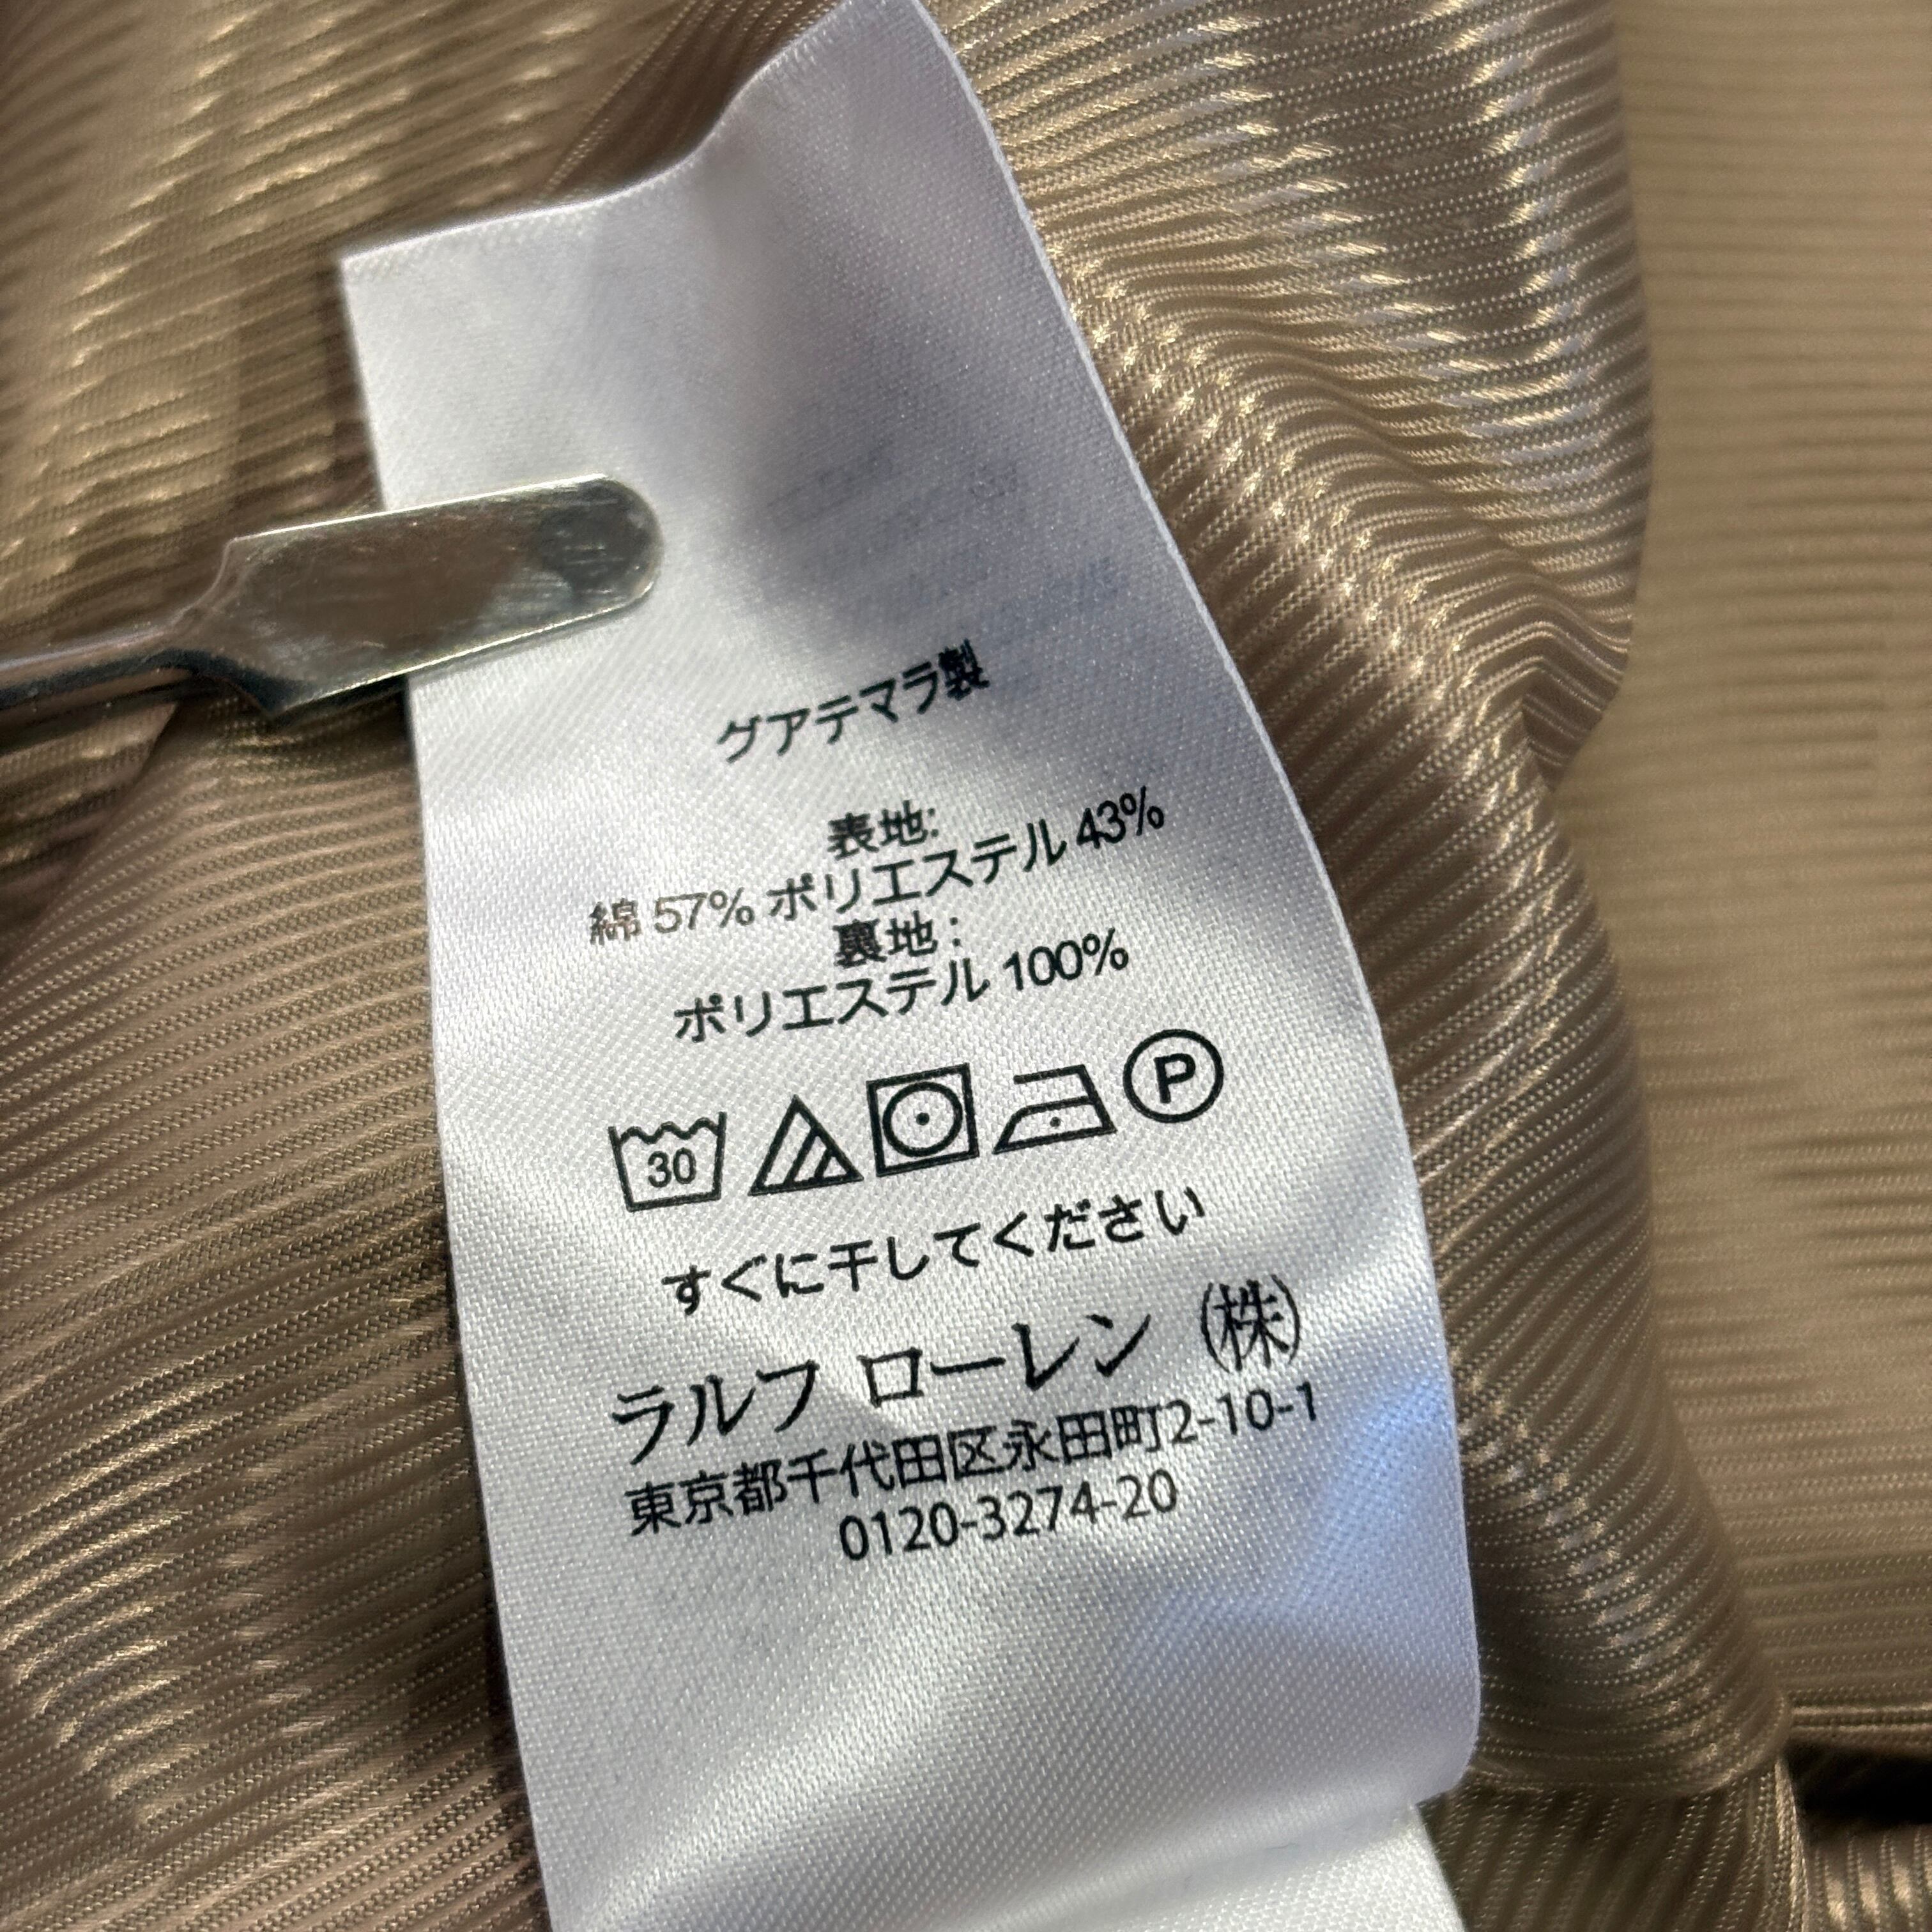 グアテマラ製
表地:
綿 57% ポリエステル 43%
裏地:
ポリエステル 100%
30 P
すぐに干してください
ラルフ ローレン (株)
東京都千代田区永田町2-10-1
0120-3274-20